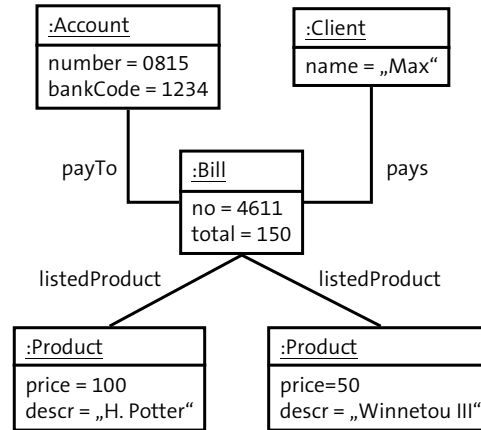 :Account
number = 0815
bankCode = 1234
:Client
name = „Max“
payTo
pays
:Bill
no = 4611
total = 150
listedProduct
listedProduct
:Product
price = 100
descr = „H. Potter“
:Product
price=50
descr = „Winnetou III“